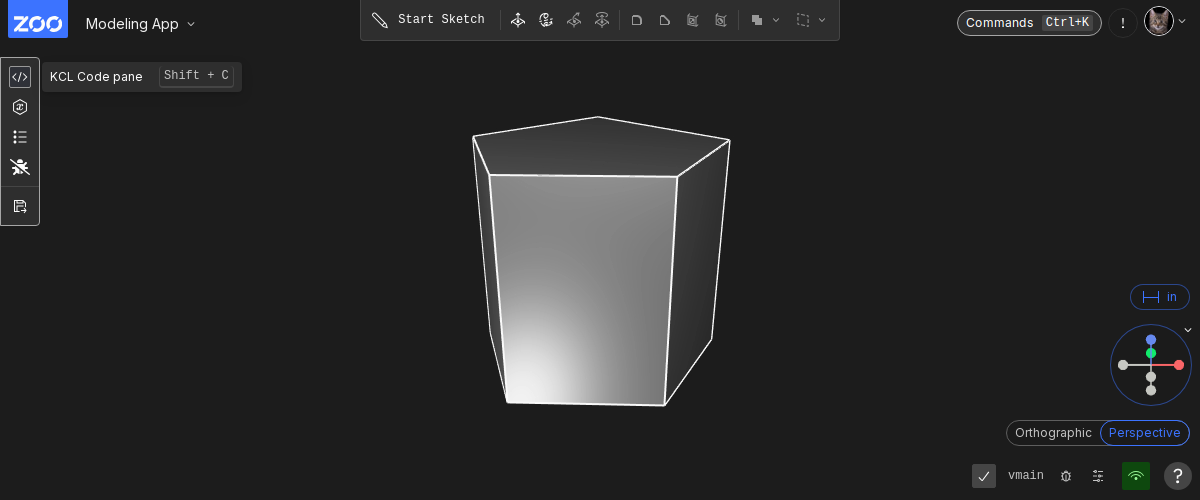 ZOO Modeling App Start Sketch Commands Ctrl+K !
KCL Code pane Shift + C
in
Orthographic Perspective
vmain ?